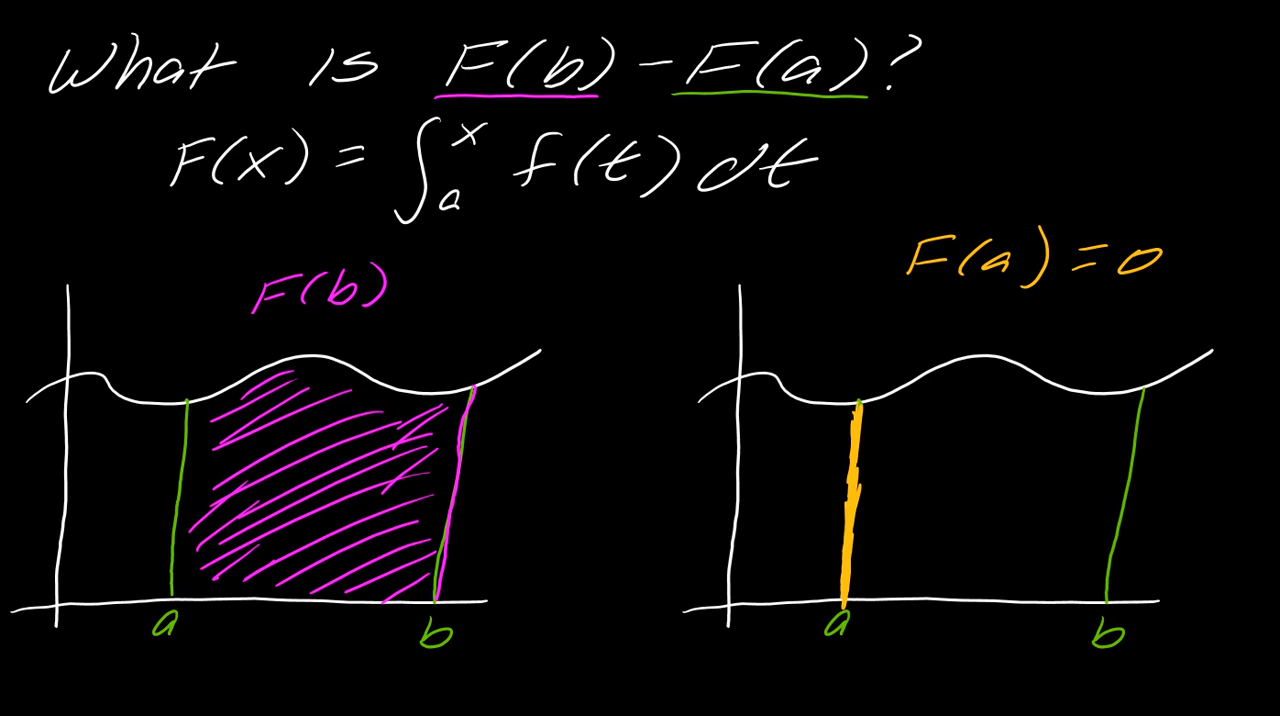 What is F(b) - F(a)?
F(x) = ∫ₐˣ f(t) dt
F(b)
F(a) = 0
a b
a b